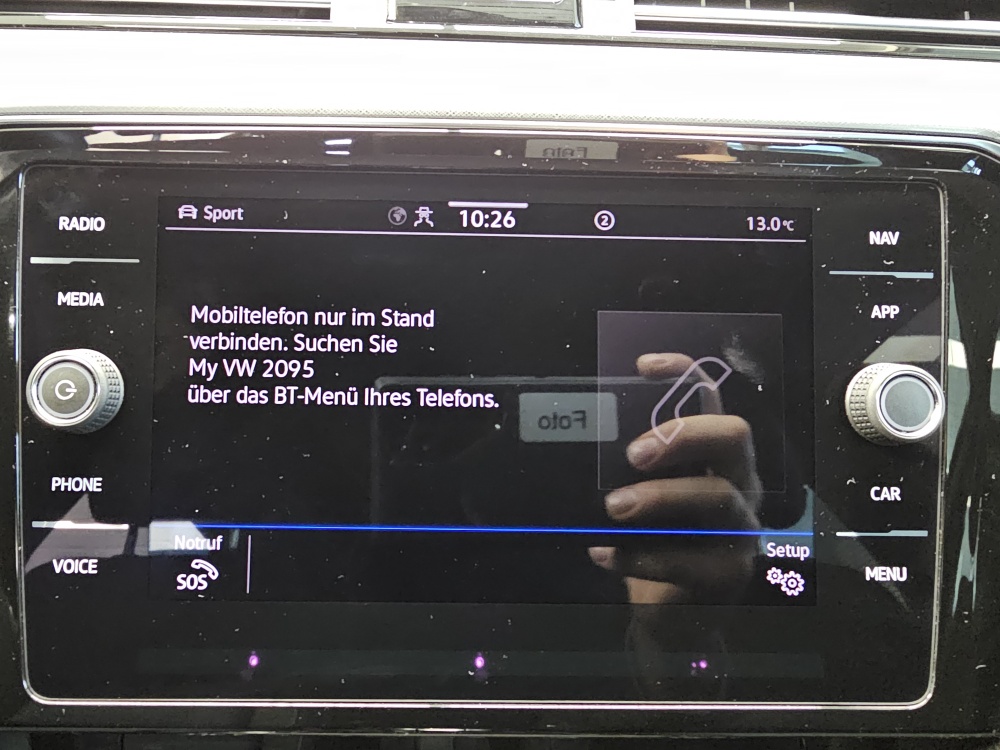 RADIO
MEDIA
PHONE
VOICE
Sport
10:26
2
13.0°C
Mobiltelefon nur im Stand
verbinden. Suchen Sie
My VW 2095
über das BT-Menü Ihres Telefons.
Foto
Foto
Notruf
SOS
Setup
NAV
APP
CAR
MENU